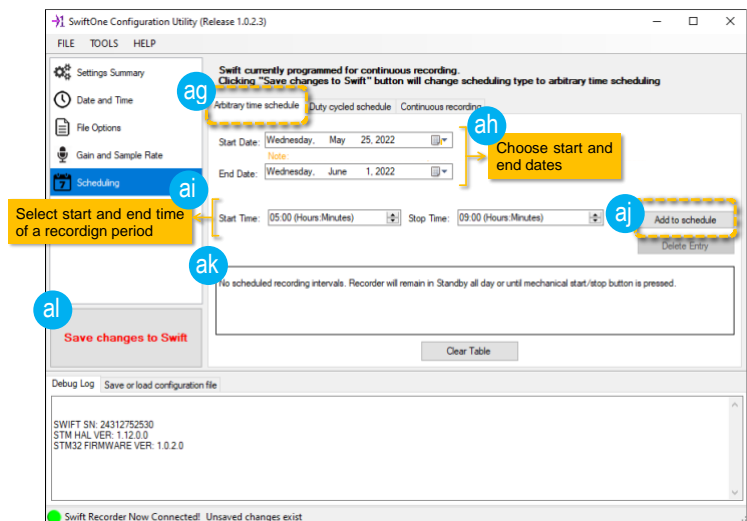 SwiftOne Configuration Utility (Release 1.0.2.3)
FILE TOOLS HELP
Settings Summary
Date and Time
File Options
Gain and Sample Rate
7
Scheduling
Swift currently programmed for continuous recording.
Clicking "Save changes to Swift" button will change scheduling type to arbitrary time scheduling
ag
Arbitrary time schedule Duty cycled schedule Continuous recording
ah
Choose start and
end dates
Start Date: Wednesday, May 25, 2022
Note:
End Date: Wednesday, June 1, 2022
ai
Select start and end time
of a recordign period
Start Time: 05:00 (Hours:Minutes) Stop Time: 09:00 (Hours:Minutes)
aj
Add to schedule
Delete Entry
ak
No scheduled recording intervals. Recorder will remain in Standby all day or until mechanical start/stop button is pressed.
al
Save changes to Swift
Clear Table
Debug Log Save or load configuration file
SWIFT SN: 24312752530
STM HAL VER: 1.12.0.0
STM32 FIRMWARE VER: 1.0.2.0
Swift Recorder Now Connected! Unsaved changes exist